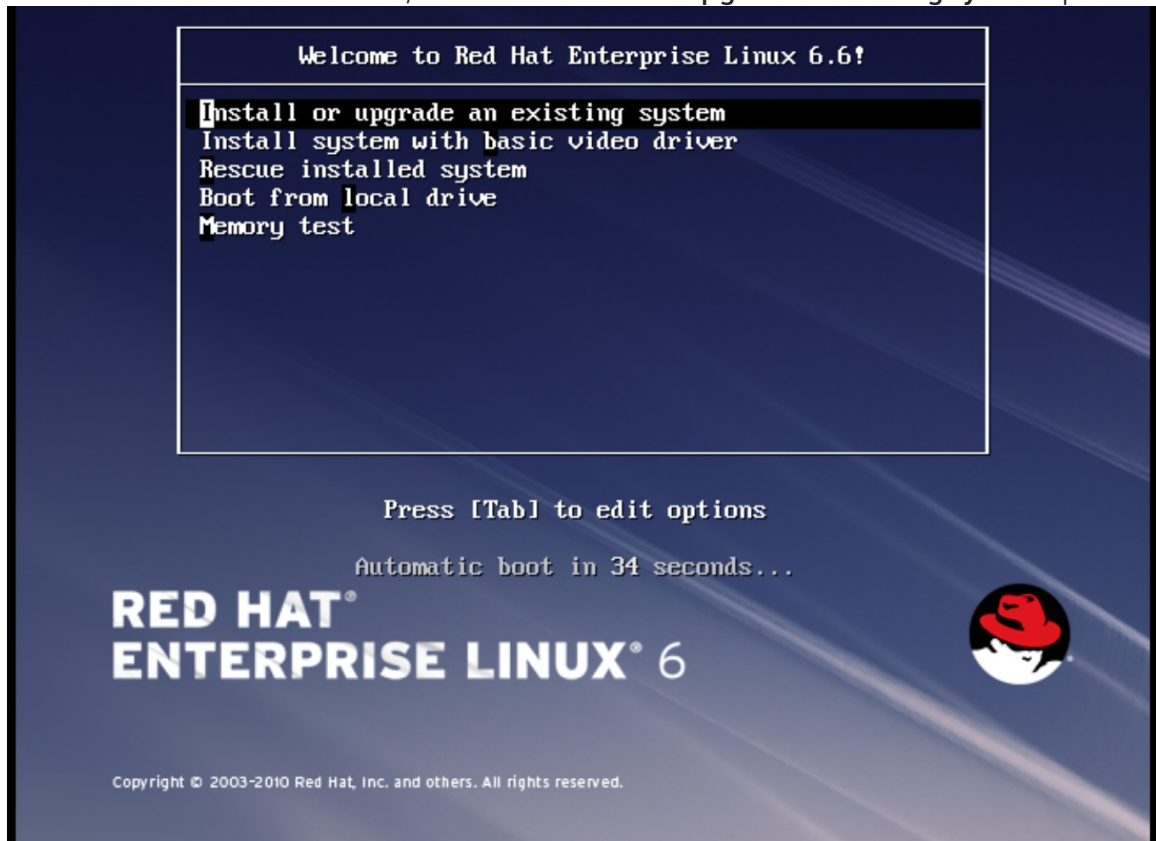 Welcome to Red Hat Enterprise Linux 6.6!
Install or upgrade an existing system
Install system with basic video driver
Rescue installed system
Boot from local drive
Memory test
Press [Tab] to edit options
Automatic boot in 34 seconds...
RED HAT®
ENTERPRISE LINUX® 6
Copyright © 2003-2010 Red Hat, Inc. and others. All rights reserved.